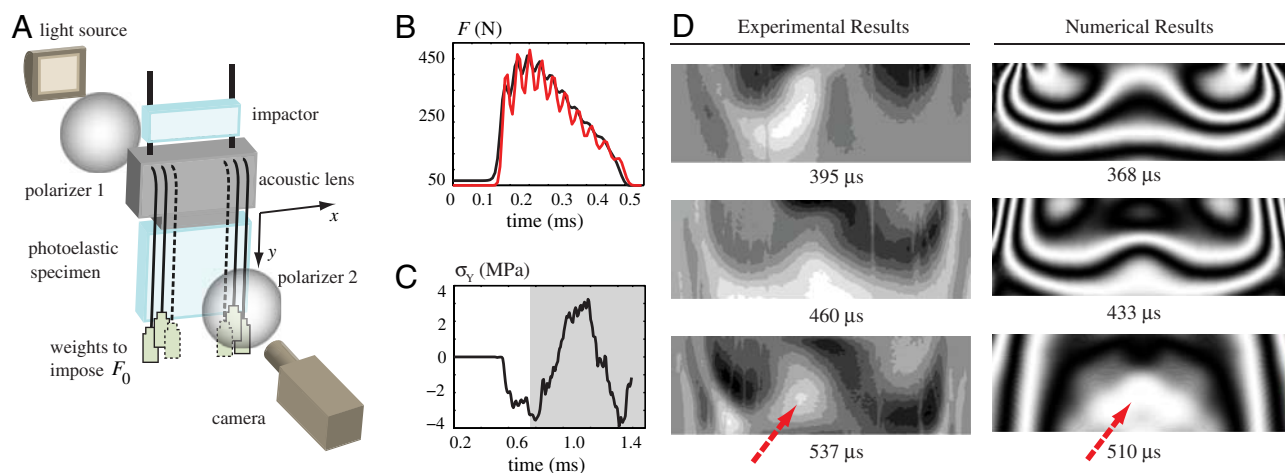 A
light source
impactor
polarizer 1
acoustic lens
x
photoelastic
specimen
y
polarizer 2
weights to
impose F₀
camera
B
F (N)
450
250
50
0 0.1 0.2 0.3 0.4 0.5
time (ms)
C
σY (MPa)
4
2
0
−2
−4
0.2 0.6 1.0 1.4
time (ms)
D
Experimental Results
Numerical Results
395 µs
368 µs
460 µs
433 µs
537 µs
510 µs